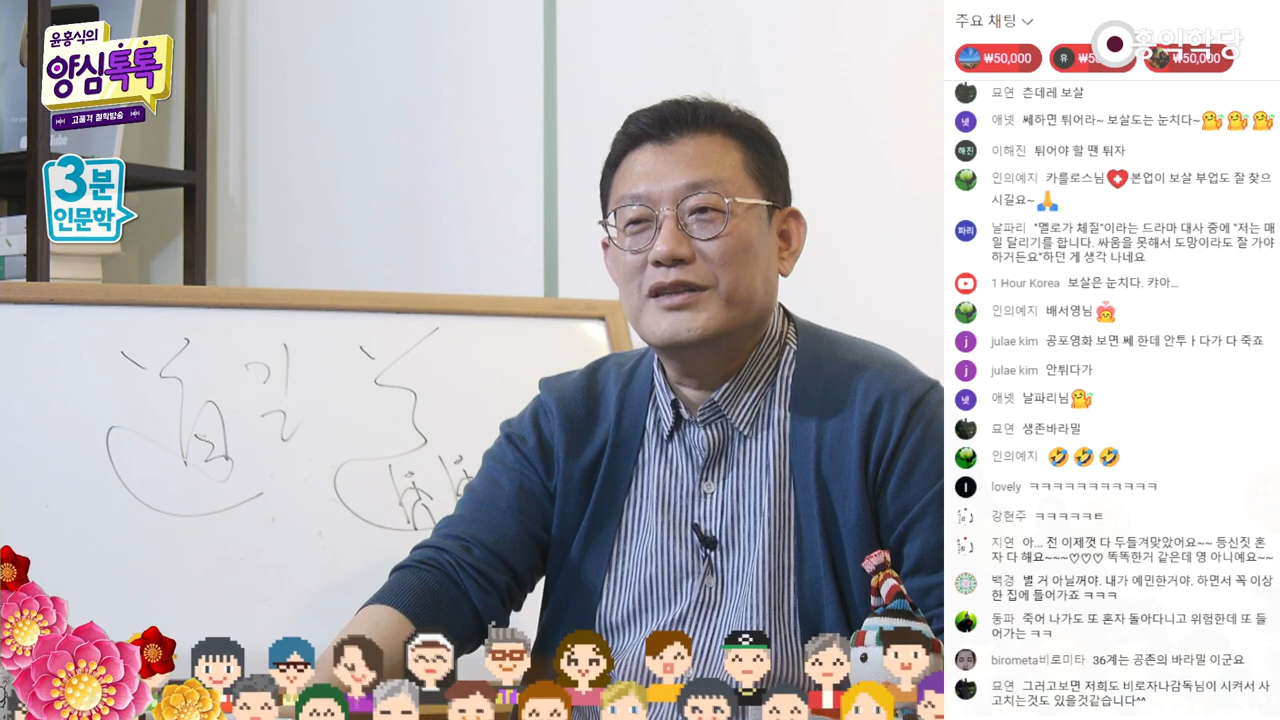 윤홍식의
양심톡톡
고품격 철학방송
3분
인문학
道 길
주요 채팅
홍익학당
₩50,000
₩50,000
묘연 츤데레 보살
애넷 쎄하면 튀어라~ 보살도는 눈치다~
이해진 튀어야 할 땐 튀자
인의예지 카를로스님 본업이 보살 부업도 잘 찾으
시길요~
날파리 "멜로가 체질"이라는 드라마 대사 중에 "저는 매
일 달리기를 합니다. 싸움을 못해서 도망이라도 잘 가야
하거든요"하던 게 생각 나네요
1 Hour Korea 보살은 눈치다. 캬아...
인의예지 배서영님
julae kim 공포영화 보면 쎄 한데 안투ㅏ다가 다 죽죠
julae kim 안튀다가
애넷 날파리님
묘연 생존바라밀
인의예지
lovely ㅋㅋㅋㅋㅋㅋㅋㅋㅋㅋㅋ
강현주 ㅋㅋㅋㅋㅋㅌ
지연 아... 전 이제껏 다 두들겨맞았어요~~ 등신짓 혼
자 다 해요~~~♡♡♡ 똑똑한거 같은데 영 아니예요~~
백경 별 거 아닐꺼야. 내가 예민한거야. 하면서 꼭 이상
한 집에 들어가죠 ㅋㅋㅋ
동파 죽어 나가도 또 혼자 돌아다니고 위험한데 또 들
어가는 ㅋㅋ
birometa비로미타 36계는 공존의 바라밀 이군요
묘연 그러고보면 저희도 비로자나감독님이 시켜서 사
고치는것도 있을것같습니다^^